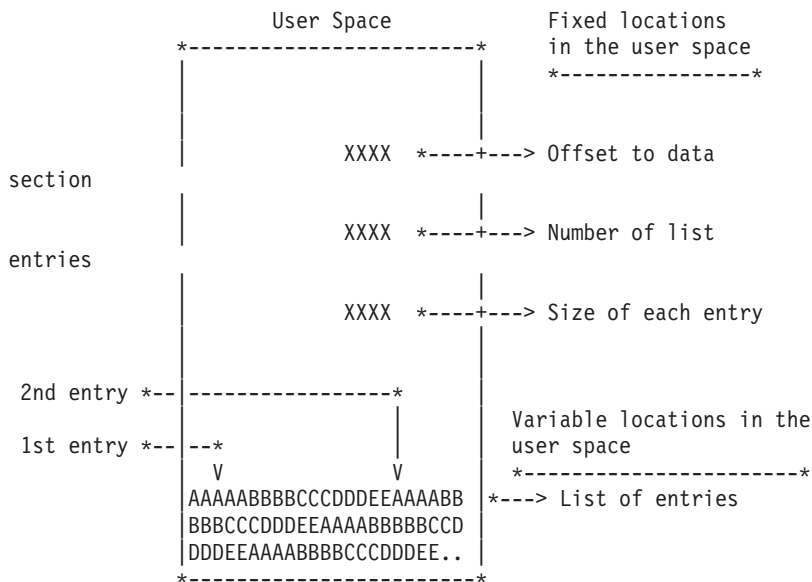 User Space Fixed locations
*--------------------------* in the user space
*----------------*
XXXX *----+---> Offset to data
section
XXXX *----+---> Number of list
entries
XXXX *----+---> Size of each entry
2nd entry *--|------------------*
Variable locations in the
1st entry *--|--* user space
V V *-------------------------*
|AAAAABBBBCCCDDDEEAAAABB |*---> List of entries
|BBBCCCDDDEEAAAABBBBBCCD |
|DDDEEAAAABBBBCCCDDDEE.. |
*--------------------------*